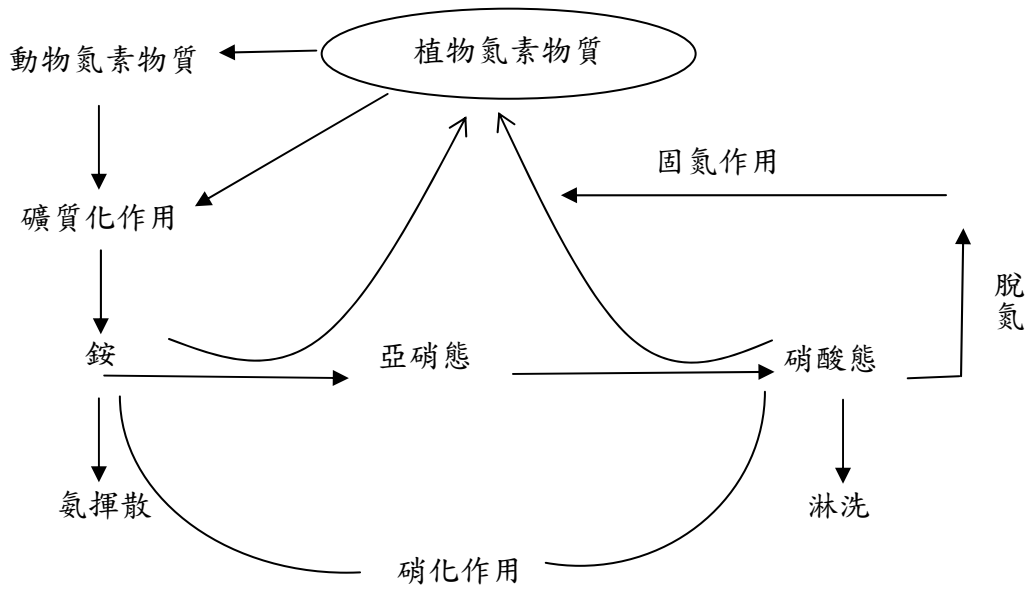 植物氮素物質
動物氮素物質
固氮作用
礦質化作用
脫氮
銨
亞硝態
硝酸態
氨揮散
淋洗
硝化作用